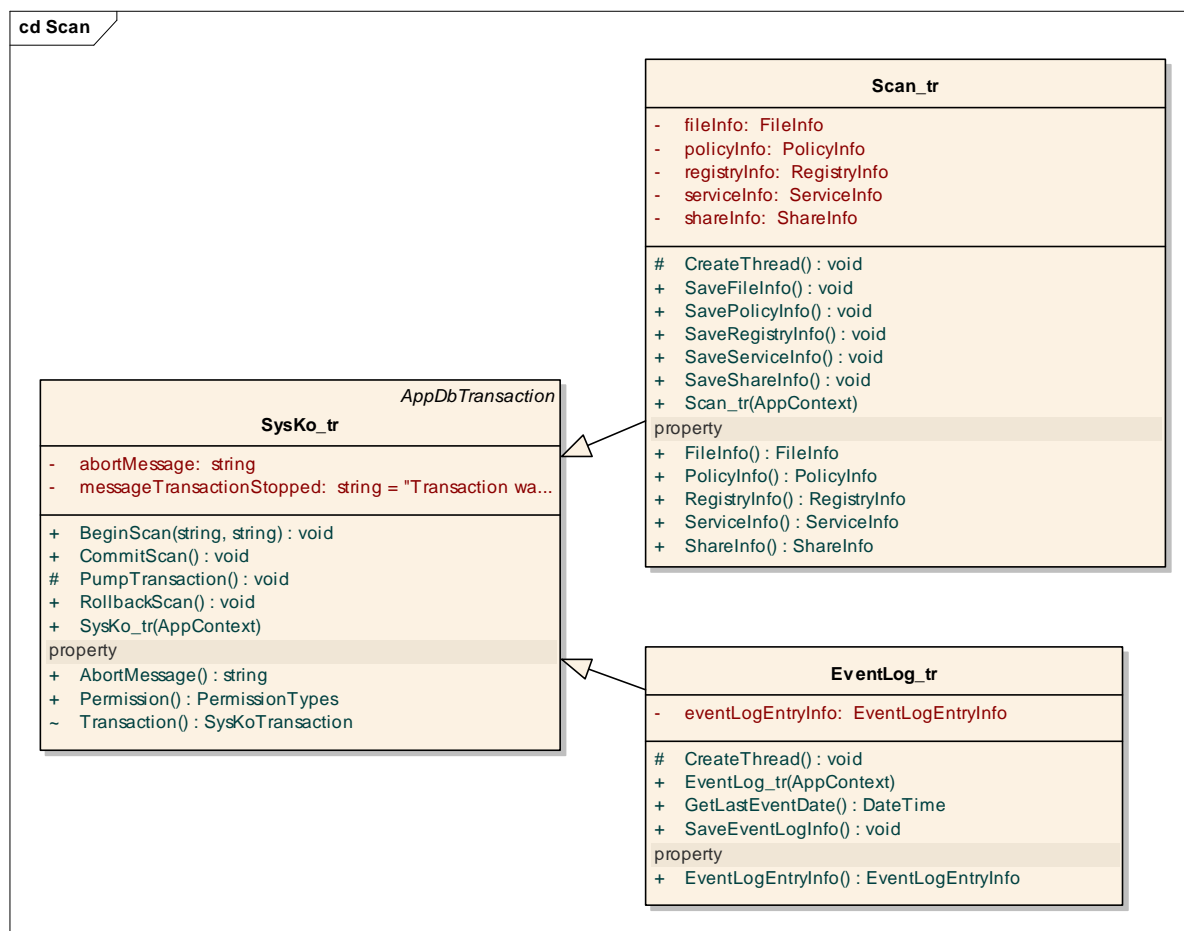 cd Scan
Scan_tr
- fileInfo: FileInfo
- policyInfo: PolicyInfo
- registryInfo: RegistryInfo
- serviceInfo: ServiceInfo
- shareInfo: ShareInfo
# CreateThread() : void
+ SaveFileInfo() : void
+ SavePolicyInfo() : void
+ SaveRegistryInfo() : void
+ SaveServiceInfo() : void
+ SaveShareInfo() : void
+ Scan_tr(AppContext)
property
+ FileInfo() : FileInfo
+ PolicyInfo() : PolicyInfo
+ RegistryInfo() : RegistryInfo
+ ServiceInfo() : ServiceInfo
+ ShareInfo() : ShareInfo
AppDbTransaction
SysKo_tr
- abortMessage: string
- messageTransactionStopped: string = "Transaction wa...
+ BeginScan(string, string) : void
+ CommitScan() : void
# PumpTransaction() : void
+ RollbackScan() : void
+ SysKo_tr(AppContext)
property
+ AbortMessage() : string
+ Permission() : PermissionTypes
~ Transaction() : SysKoTransaction
EventLog_tr
- eventLogEntryInfo: EventLogEntryInfo
# CreateThread() : void
+ EventLog_tr(AppContext)
+ GetLastEventDate() : DateTime
+ SaveEventLogInfo() : void
property
+ EventLogEntryInfo() : EventLogEntryInfo